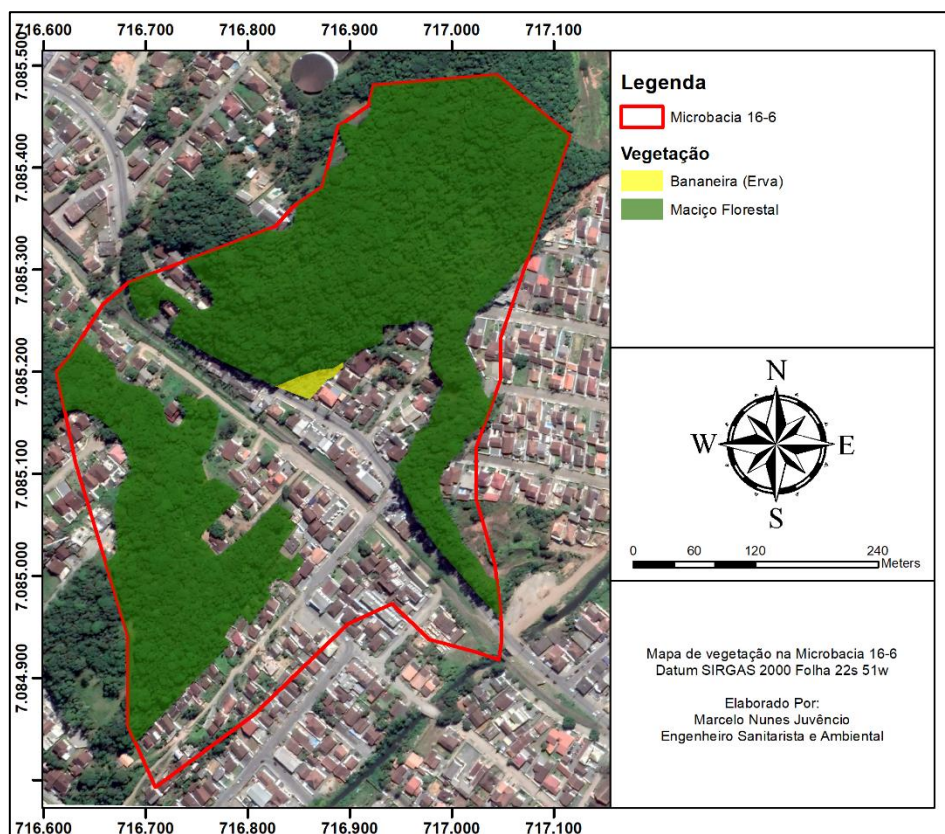 716.600 716.700 716.800 716.900 717.000 717.100
7.085.500
7.085.400
7.085.300
7.085.200
7.085.100
7.085.000
7.084.900
716.600 716.700 716.800 716.900 717.000 717.100
Legenda
Microbacia 16-6
Vegetação
Bananeira (Erva)
Maciço Florestal
N
W E
S
0 60 120 240
Meters
Mapa de vegetação na Microbacia 16-6
Datum SIRGAS 2000 Folha 22s 51w
Elaborado Por:
Marcelo Nunes Juvêncio
Engenheiro Sanitarista e Ambiental